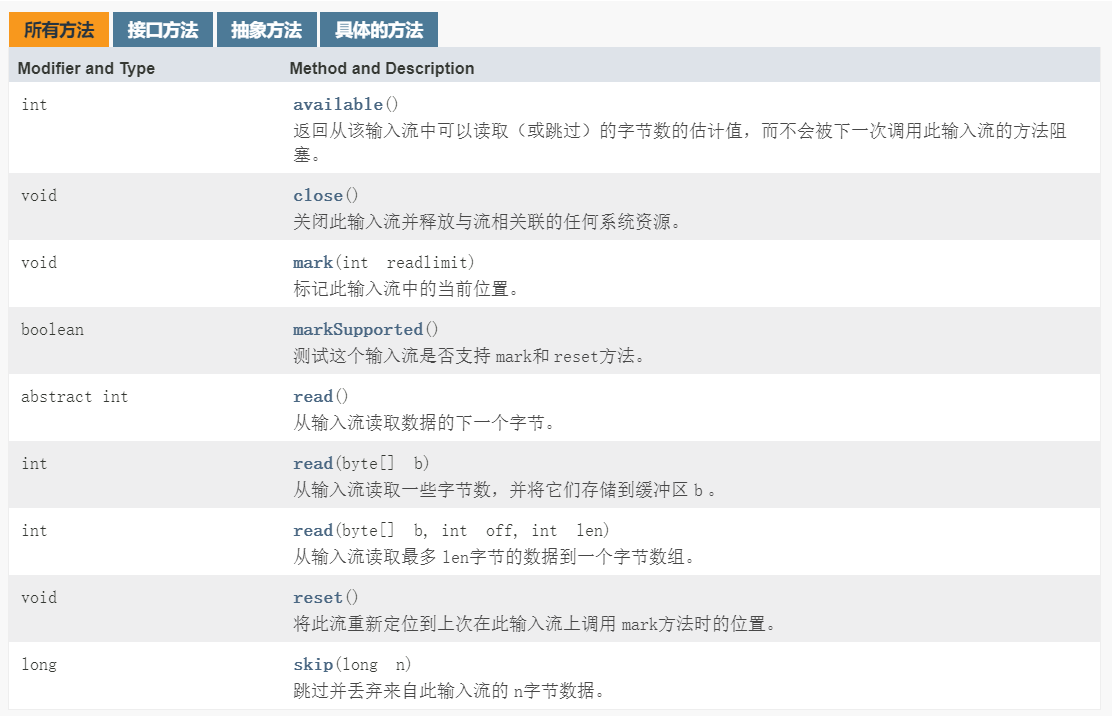 所有方法 接口方法 抽象方法 具体的方法
Modifier and Type Method and Description
int available()
返回从该输入流中可以读取（或跳过）的字节数的估计值，而不会被下一次调用此输入流的方法阻
塞。
void close()
关闭此输入流并释放与流相关联的任何系统资源。
void mark(int readlimit)
标记此输入流中的当前位置。
boolean markSupported()
测试这个输入流是否支持 mark和 reset方法。
abstract int read()
从输入流读取数据的下一个字节。
int read(byte[] b)
从输入流读取一些字节数，并将它们存储到缓冲区 b 。
int read(byte[] b, int off, int len)
从输入流读取最多 len字节的数据到一个字节数组。
void reset()
将此流重新定位到上次在此输入流上调用 mark方法时的位置。
long skip(long n)
跳过并丢弃来自此输入流的 n字节数据。